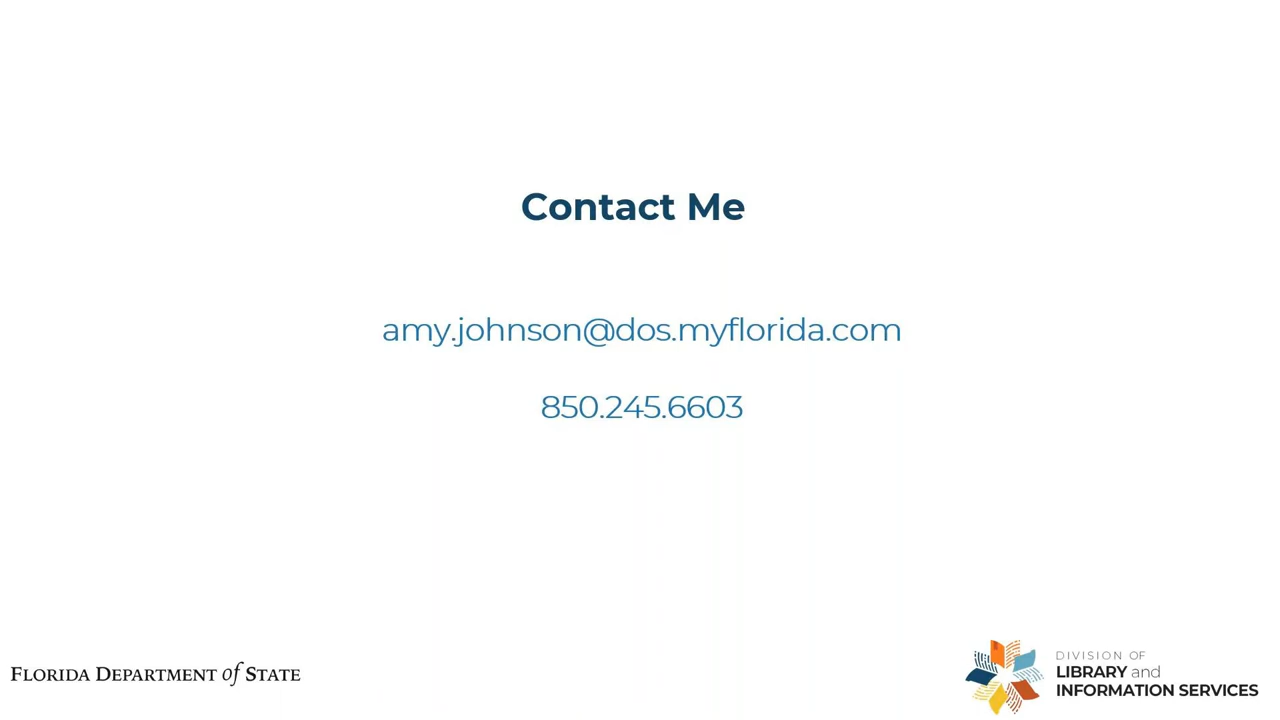 Contact Me
amy.johnson@dos.myflorida.com
850.245.6603
FLORIDA DEPARTMENT of STATE
DIVISION OF
LIBRARY and
INFORMATION SERVICES